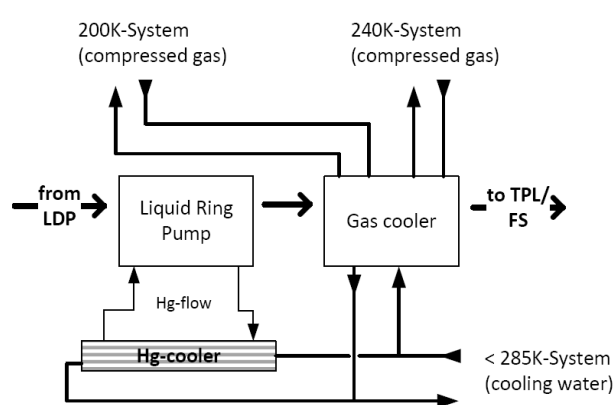 200K-System
(compressed gas)
240K-System
(compressed gas)
from
LDP
Liquid Ring
Pump
Gas cooler
to TPL/
FS
Hg-flow
Hg-cooler
< 285K-System
(cooling water)